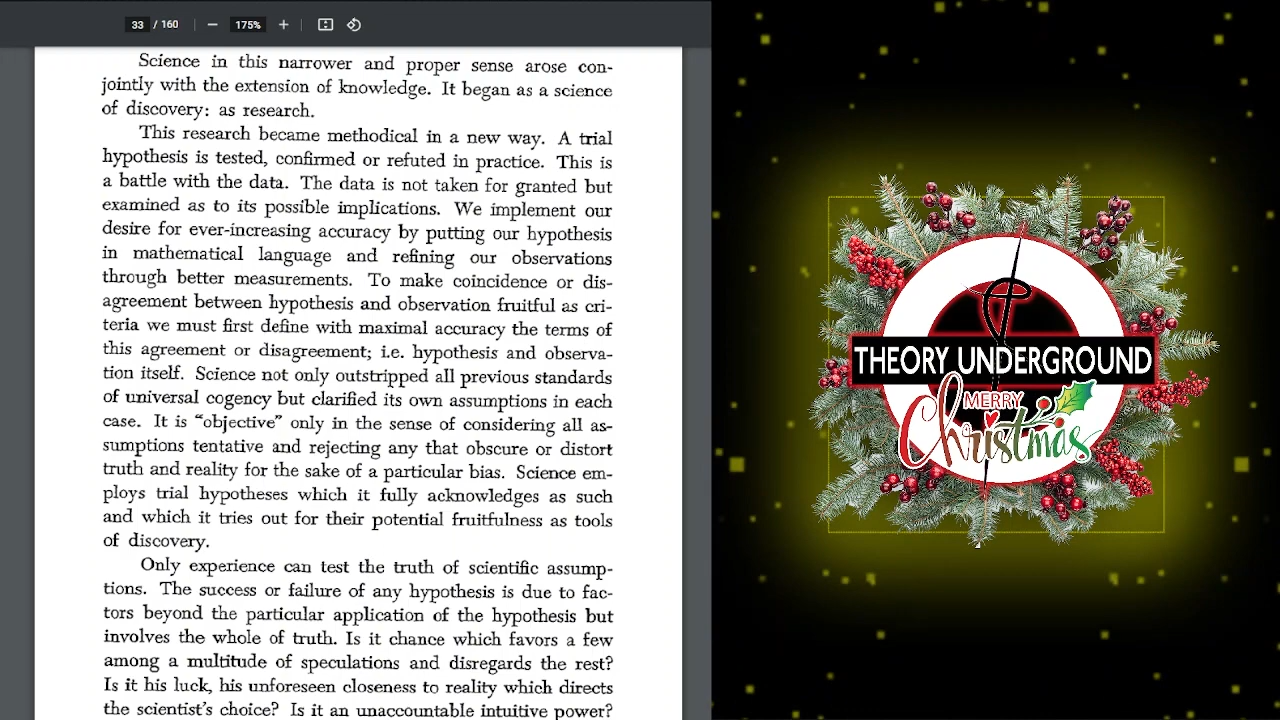 33 / 160
175%
Science in this narrower and proper sense arose con-
jointly with the extension of knowledge. It began as a science
of discovery: as research.
This research became methodical in a new way. A trial
hypothesis is tested, confirmed or refuted in practice. This is
a battle with the data. The data is not taken for granted but
examined as to its possible implications. We implement our
desire for ever-increasing accuracy by putting our hypothesis
in mathematical language and refining our observations
through better measurements. To make coincidence or dis-
agreement between hypothesis and observation fruitful as cri-
teria we must first define with maximal accuracy the terms of
this agreement or disagreement; i.e. hypothesis and observa-
tion itself. Science not only outstripped all previous standards
of universal cogency but clarified its own assumptions in each
case. It is “objective” only in the sense of considering all as-
sumptions tentative and rejecting any that obscure or distort
truth and reality for the sake of a particular bias. Science em-
ploys trial hypotheses which it fully acknowledges as such
and which it tries out for their potential fruitfulness as tools
of discovery.
Only experience can test the truth of scientific assump-
tions. The success or failure of any hypothesis is due to fac-
tors beyond the particular application of the hypothesis but
involves the whole of truth. Is it chance which favors a few
among a multitude of speculations and disregards the rest?
Is it his luck, his unforeseen closeness to reality which directs
the scientist's choice? Is it an unaccountable intuitive power?
THEORY UNDERGROUND
MERRY
Christmas